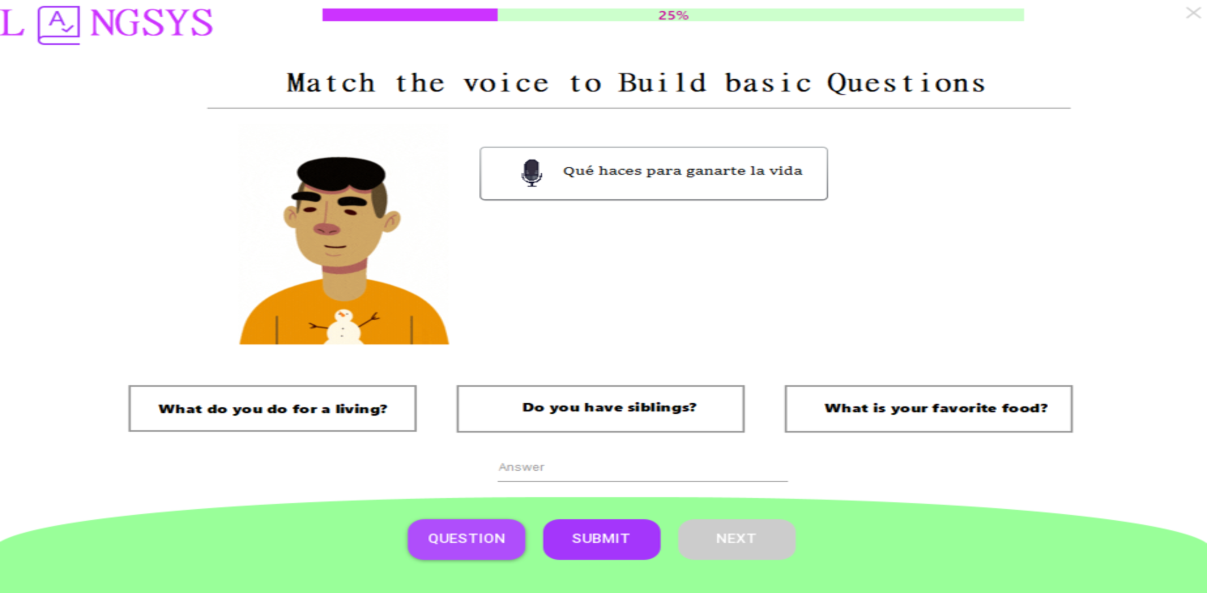 L A NGSYS
25%
Match the voice to Build basic Questions
Qué haces para ganarte la vida
What do you do for a living?
Do you have siblings?
What is your favorite food?
Answer
QUESTION
SUBMIT
NEXT